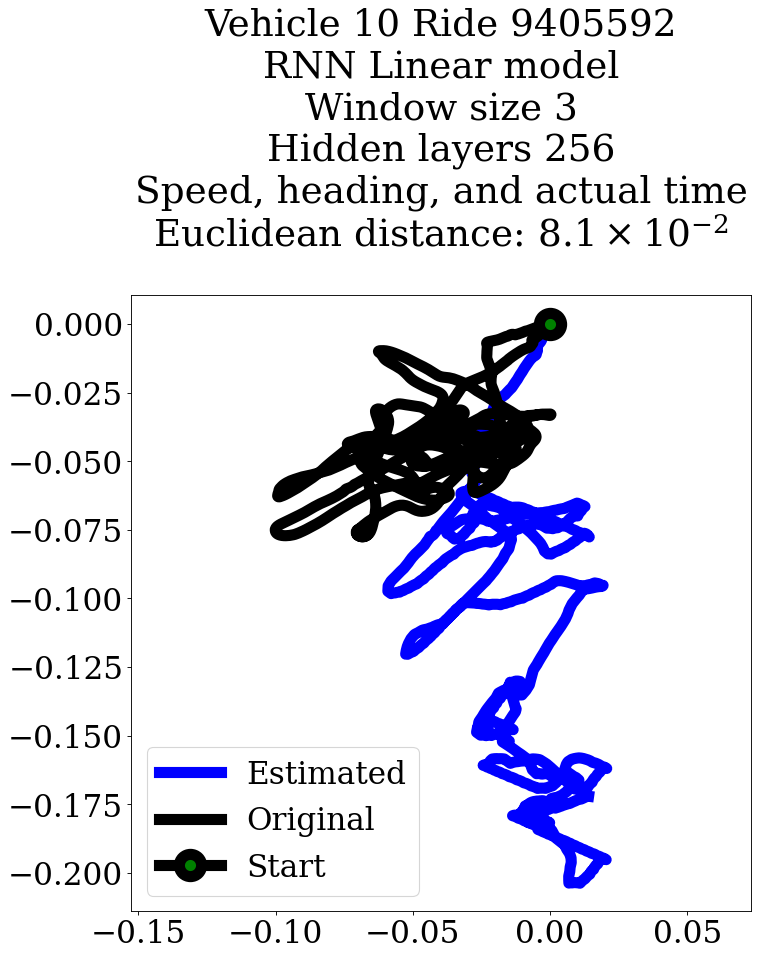 Vehicle 10 Ride 9405592
RNN Linear model
Window size 3
Hidden layers 256
Speed, heading, and actual time
Euclidean distance: 8.1 × 10⁻²
0.000
−0.025
−0.050
−0.075
−0.100
−0.125
−0.150
−0.175
−0.200
Estimated
Original
Start
−0.15 −0.10 −0.05 0.00 0.05